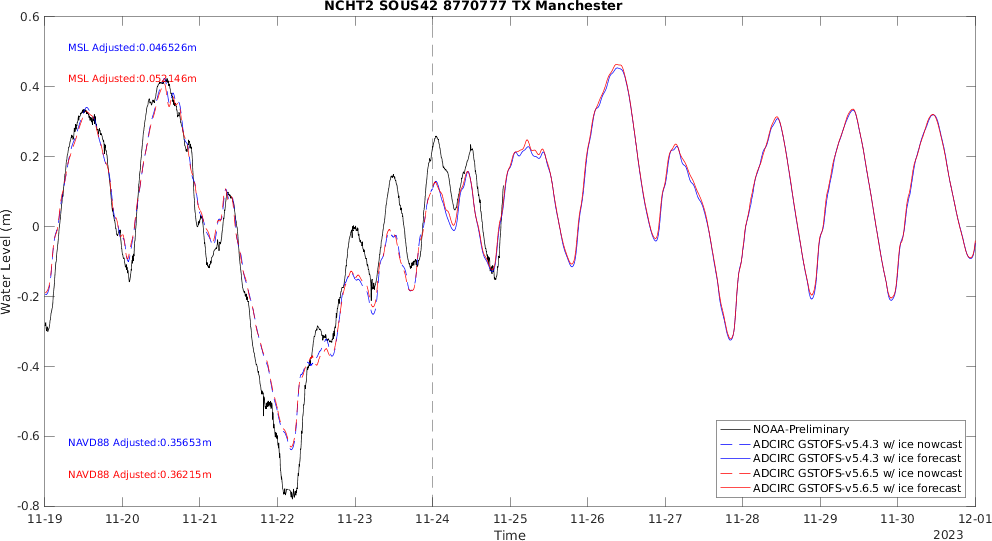 NCHT2 SOUS42 8770777 TX Manchester
0.6
MSL Adjusted:0.046526m
MSL Adjusted:0.052146m
0.4
0.2
0
-0.2
-0.4
-0.6
-0.8
Water Level (m)
NAVD88 Adjusted:0.35653m
NAVD88 Adjusted:0.36215m
NOAA-Preliminary
ADCIRC GSTOFS-v5.4.3 w/ ice nowcast
ADCIRC GSTOFS-v5.4.3 w/ ice forecast
ADCIRC GSTOFS-v5.6.5 w/ ice nowcast
ADCIRC GSTOFS-v5.6.5 w/ ice forecast
11-19 11-20 11-21 11-22 11-23 11-24 11-25 11-26 11-27 11-28 11-29 11-30 12-01
Time
2023